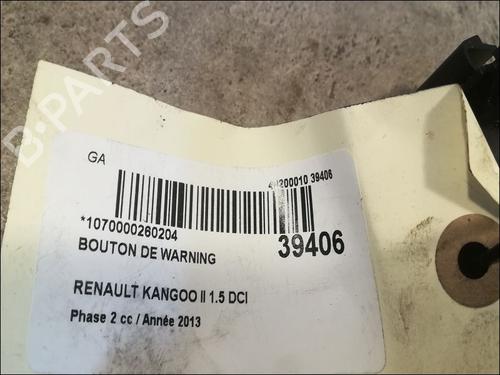 B-PARTS
GA
39406
*1070000260204
BOUTON DE WARNING
39406
RENAULT KANGOO II 1.5 DCI
Phase 2 cc / Année 2013